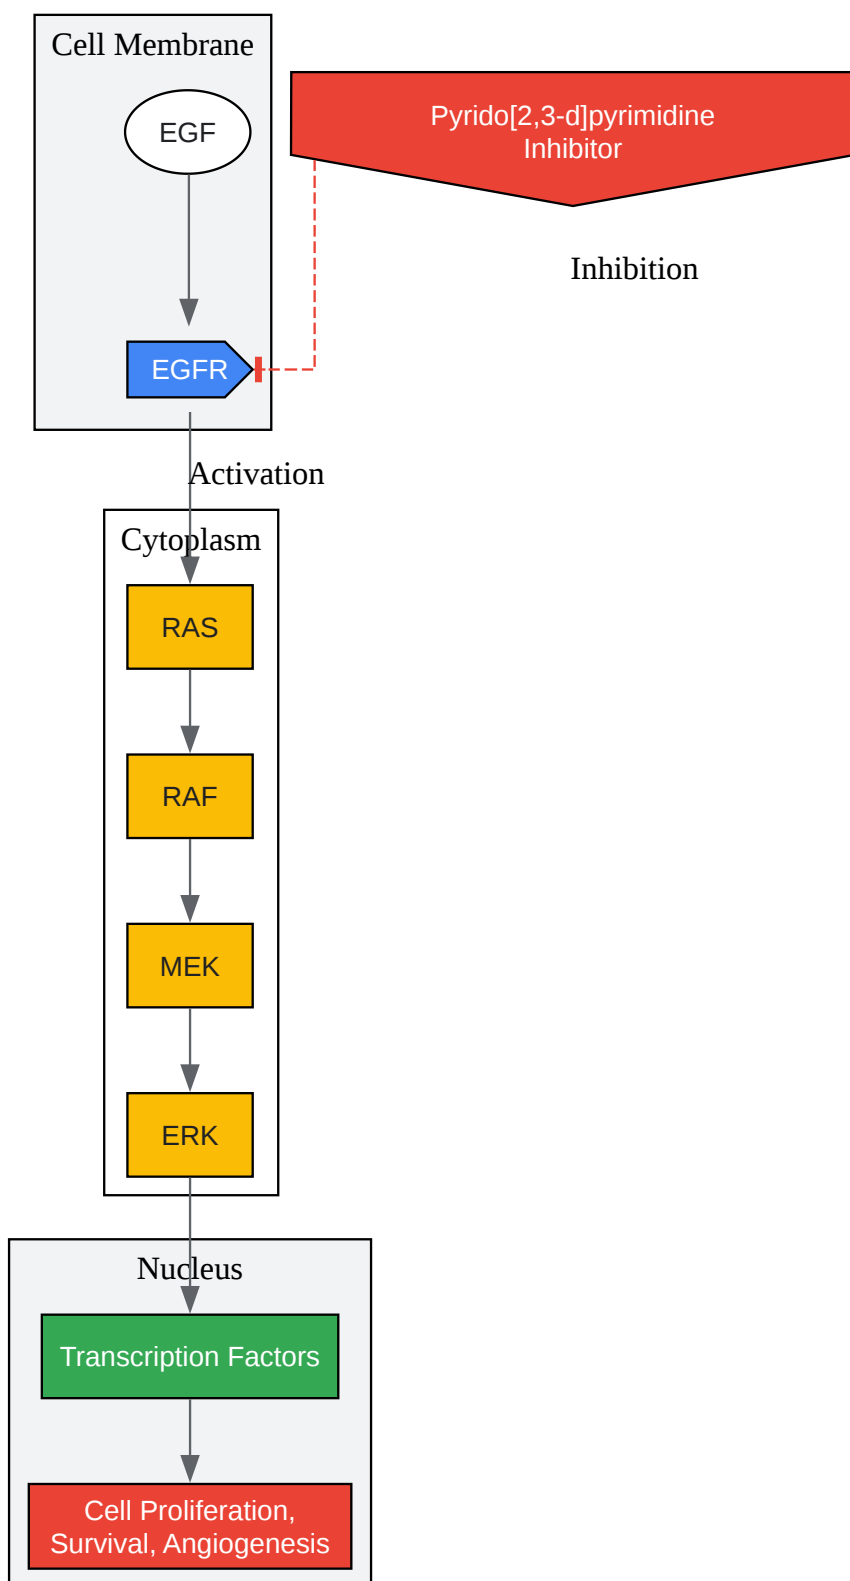 Cell Membrane
EGF
Pyrido[2,3-d]pyrimidine
Inhibitor
Inhibition
EGFR
Activation
Cytoplasm
RAS
RAF
MEK
ERK
Nucleus
Transcription Factors
Cell Proliferation,
Survival, Angiogenesis